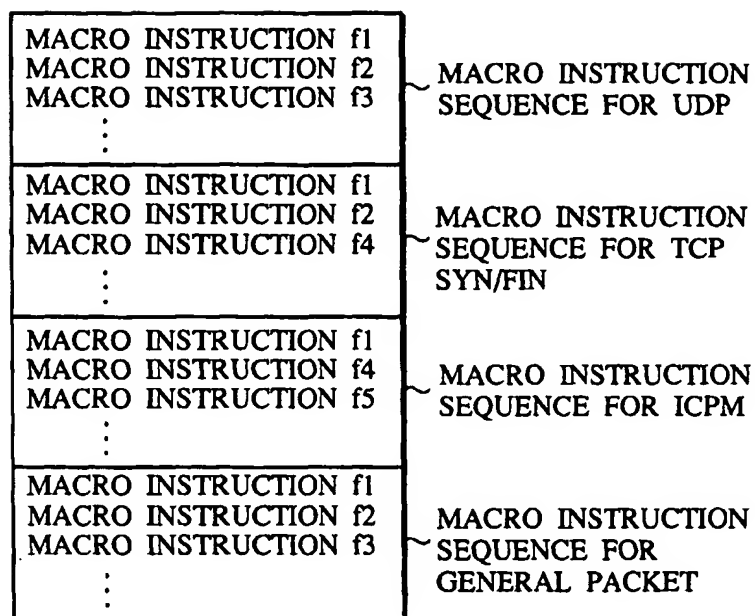 MACRO INSTRUCTION f1
MACRO INSTRUCTION f2
MACRO INSTRUCTION f3
MACRO INSTRUCTION
SEQUENCE FOR UDP
MACRO INSTRUCTION f1
MACRO INSTRUCTION f2
MACRO INSTRUCTION f4
MACRO INSTRUCTION
SEQUENCE FOR TCP
SYN/FIN
MACRO INSTRUCTION f1
MACRO INSTRUCTION f4
MACRO INSTRUCTION f5
MACRO INSTRUCTION
SEQUENCE FOR ICPM
MACRO INSTRUCTION f1
MACRO INSTRUCTION f2
MACRO INSTRUCTION f3
MACRO INSTRUCTION
SEQUENCE FOR
GENERAL PACKET